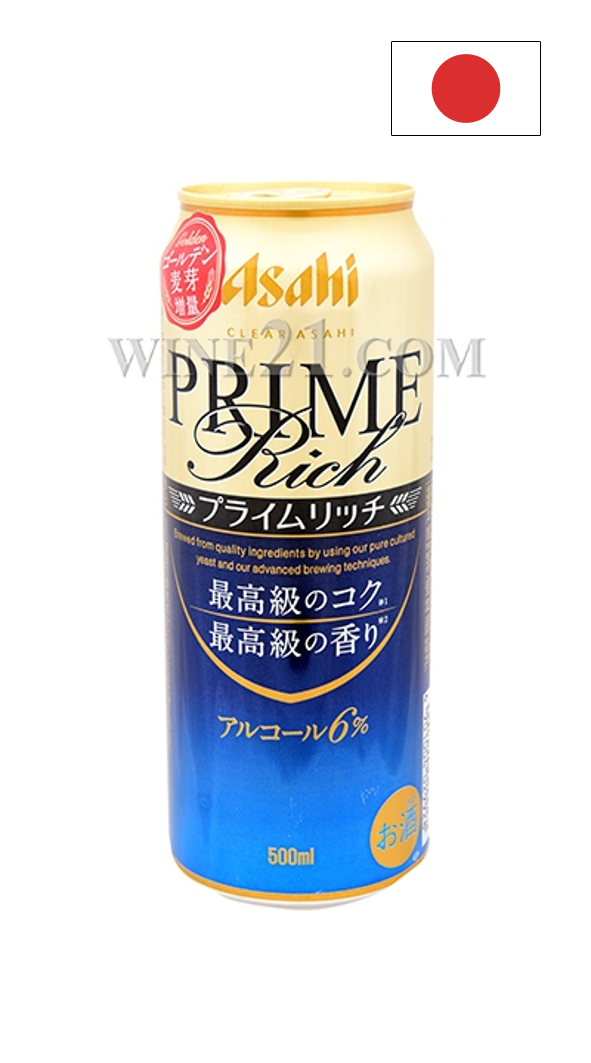 Golden
ゴールデン
麦芽
増量
Asahi
CLEAR ASAHI
WINE21.COM
PRIME
Rich
プライムリッチ
Brewed from quality ingredients by using our pure cultured
yeast and our advanced brewing techniques.
最高級のコク※1
最高級の香り※2
アルコール6%
お酒
500ml